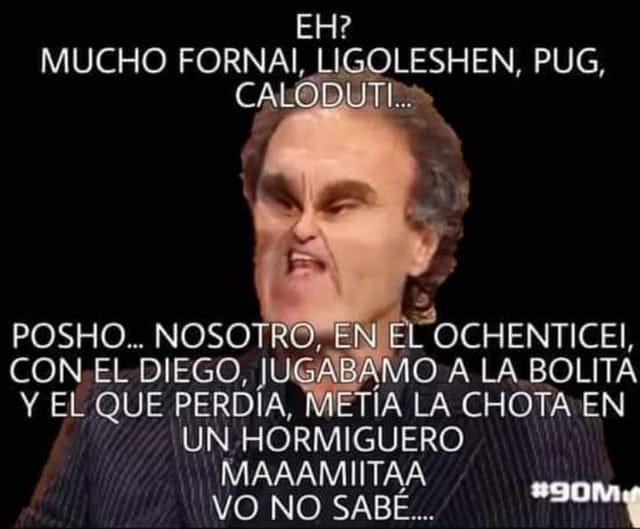 EH?
MUCHO FORNAI, LIGOLESHEN, PUG,
CALODUTI...
POSHO... NOSOTRO, EN EL OCHENTICEI,
CON EL DIEGO, JUGABAMO A LA BOLITA
Y EL QUE PERDÍA, METÍA LA CHOTA EN
UN HORMIGUERO
MAAAMIITAA
VO NO SABÉ....
#90M